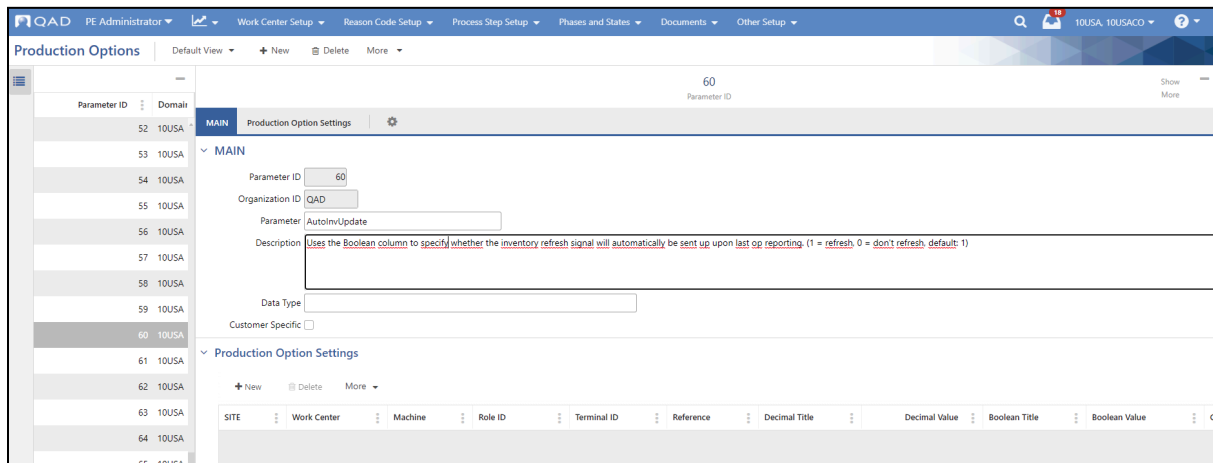 QAD PE Administrator Work Center Setup Reason Code Setup Process Step Setup Phases and States Documents Other Setup 18 10USA, 10USACO ?
Production Options Default View + New Delete More
60
Parameter ID
Show
More
Parameter ID Domain
MAIN Production Option Settings
52 10USA
53 10USA
54 10USA
55 10USA
56 10USA
57 10USA
58 10USA
59 10USA
60 10USA
61 10USA
62 10USA
63 10USA
64 10USA
MAIN
Parameter ID 60
Organization ID QAD
Parameter AutoInvUpdate
Description Uses the Boolean column to specify whether the inventory refresh signal will automatically be sent up upon last op reporting. (1 = refresh, 0 = don't refresh, default: 1)
Data Type
Customer Specific
Production Option Settings
+ New Delete More
SITE Work Center Machine Role ID Terminal ID Reference Decimal Title Decimal Value Boolean Title Boolean Value